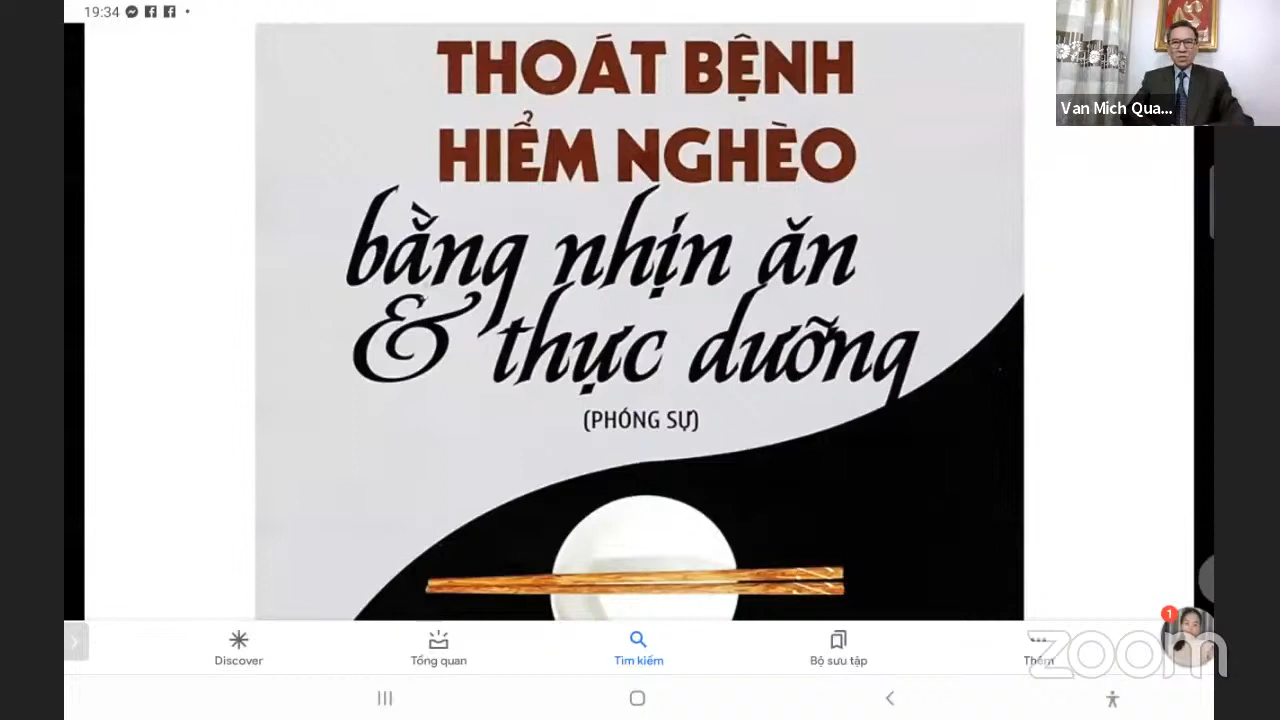 19:34
THOÁT BỆNH
HIỂM NGHÈO
bằng nhịn ăn
& thực dưỡng
(PHÓNG SỰ)
Van Mich Qua...
1
Discover
Tổng quan
Tìm kiếm
Bộ sưu tập
Thêm
zoom